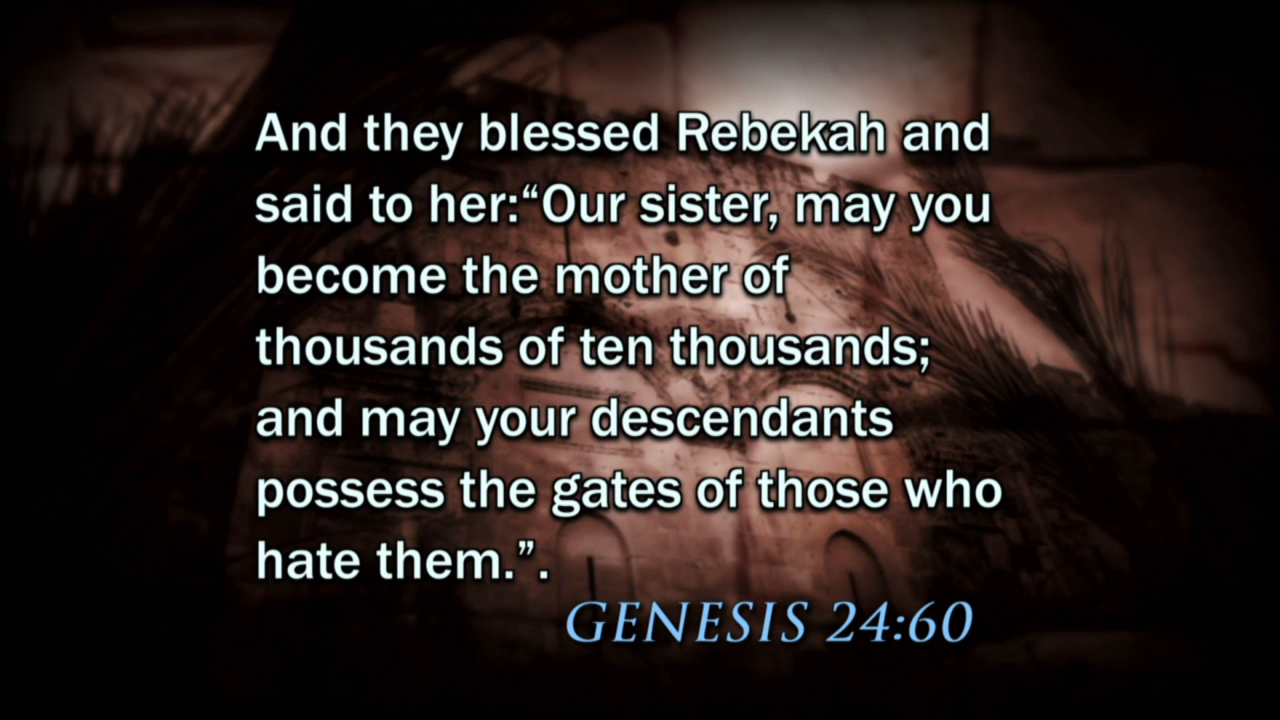 And they blessed Rebekah and
said to her:“Our sister, may you
become the mother of
thousands of ten thousands;
and may your descendants
possess the gates of those who
hate them.”.
GENESIS 24:60